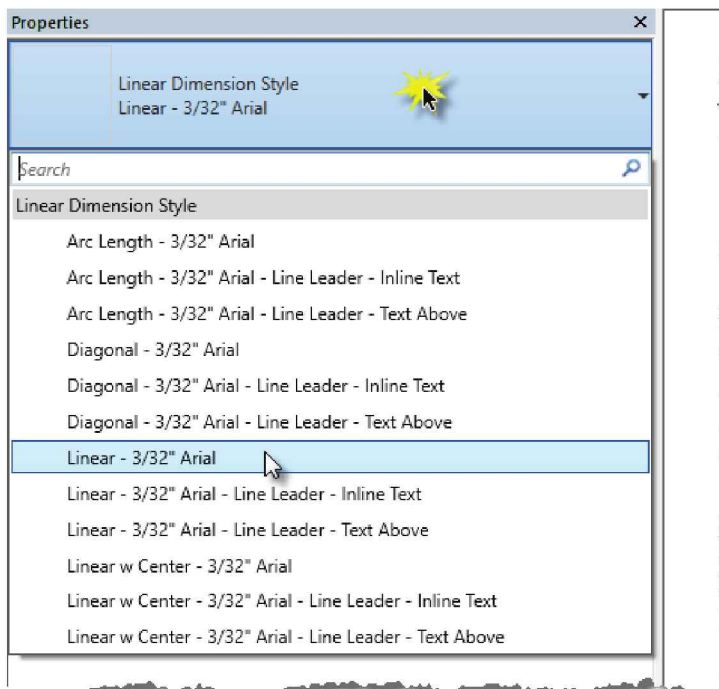 Properties
Linear Dimension Style
Linear - 3/32" Arial
Search
Linear Dimension Style
Arc Length - 3/32" Arial
Arc Length - 3/32" Arial - Line Leader - Inline Text
Arc Length - 3/32" Arial - Line Leader - Text Above
Diagonal - 3/32" Arial
Diagonal - 3/32" Arial - Line Leader - Inline Text
Diagonal - 3/32" Arial - Line Leader - Text Above
Linear - 3/32" Arial
Linear - 3/32" Arial - Line Leader - Inline Text
Linear - 3/32" Arial - Line Leader - Text Above
Linear w Center - 3/32" Arial
Linear w Center - 3/32" Arial - Line Leader - Inline Text
Linear w Center - 3/32" Arial - Line Leader - Text Above